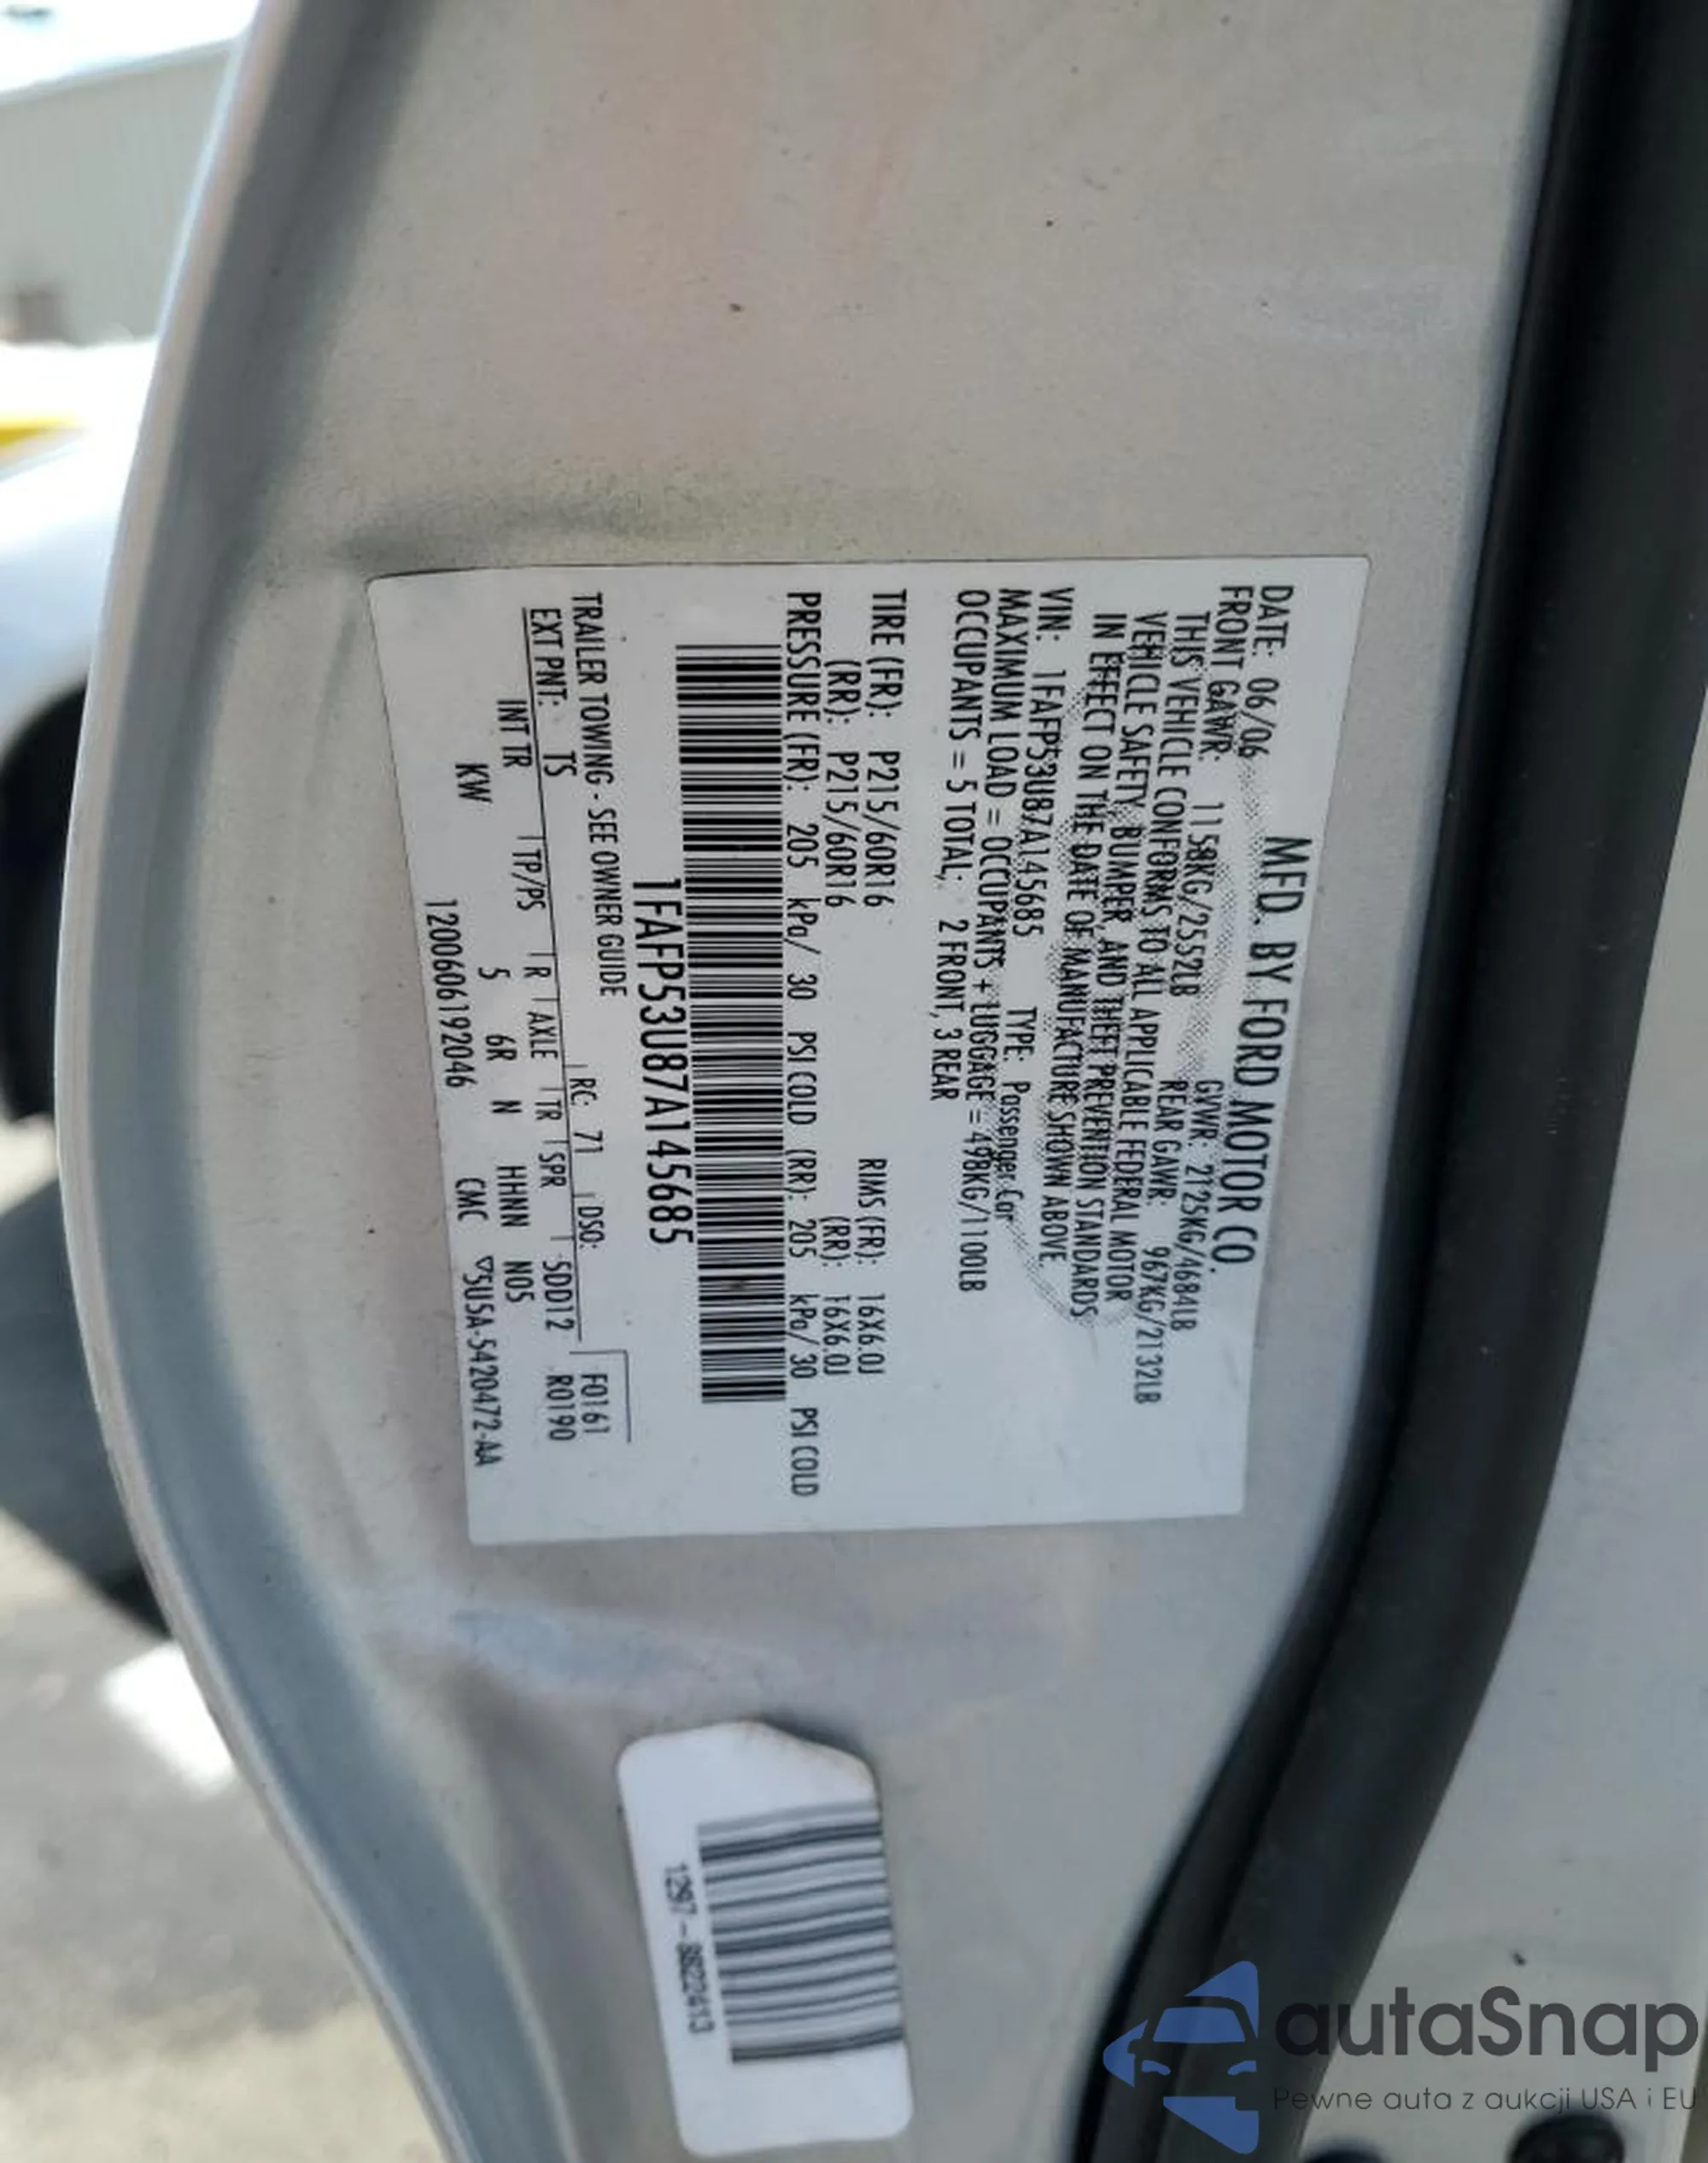 MFD. BY FORD MOTOR CO.
DATE: 06/06 GVWR: 2125KG/4684LB
FRONT GAWR: 1158KG/2552LB REAR GAWR: 967KG/2132LB
THIS VEHICLE CONFORMS TO ALL APPLICABLE FEDERAL MOTOR
VEHICLE SAFETY, BUMPER, AND THEFT PREVENTION STANDARDS
IN EFFECT ON THE DATE OF MANUFACTURE SHOWN ABOVE.
VIN: 1FAFP53U87A145685 TYPE: Passenger Car
MAXIMUM LOAD = OCCUPANTS + LUGGAGE = 498KG/1100LB
OCCUPANTS = 5 TOTAL; 2 FRONT, 3 REAR
TIRE (FR): P215/60R16 RIMS (FR): 16X6.0J
(RR): P215/60R16 (RR): 16X6.0J
PRESSURE (FR): 205 kPa/ 30 PSI COLD (RR): 205 kPa/ 30 PSI COLD
1FAFP53U87A145685
TRAILER TOWING - SEE OWNER GUIDE F0161
EXT PNT: TS RC: 71 DSO: R0190
INT TR TP/PS R AXLE TR SPR SDD12
KW 5 6R N HHNN N05
1200606192046 CMC ▽5U5A-5420472-AA
1297-8822413
autaSnap
Pewne auta z aukcji USA i EU